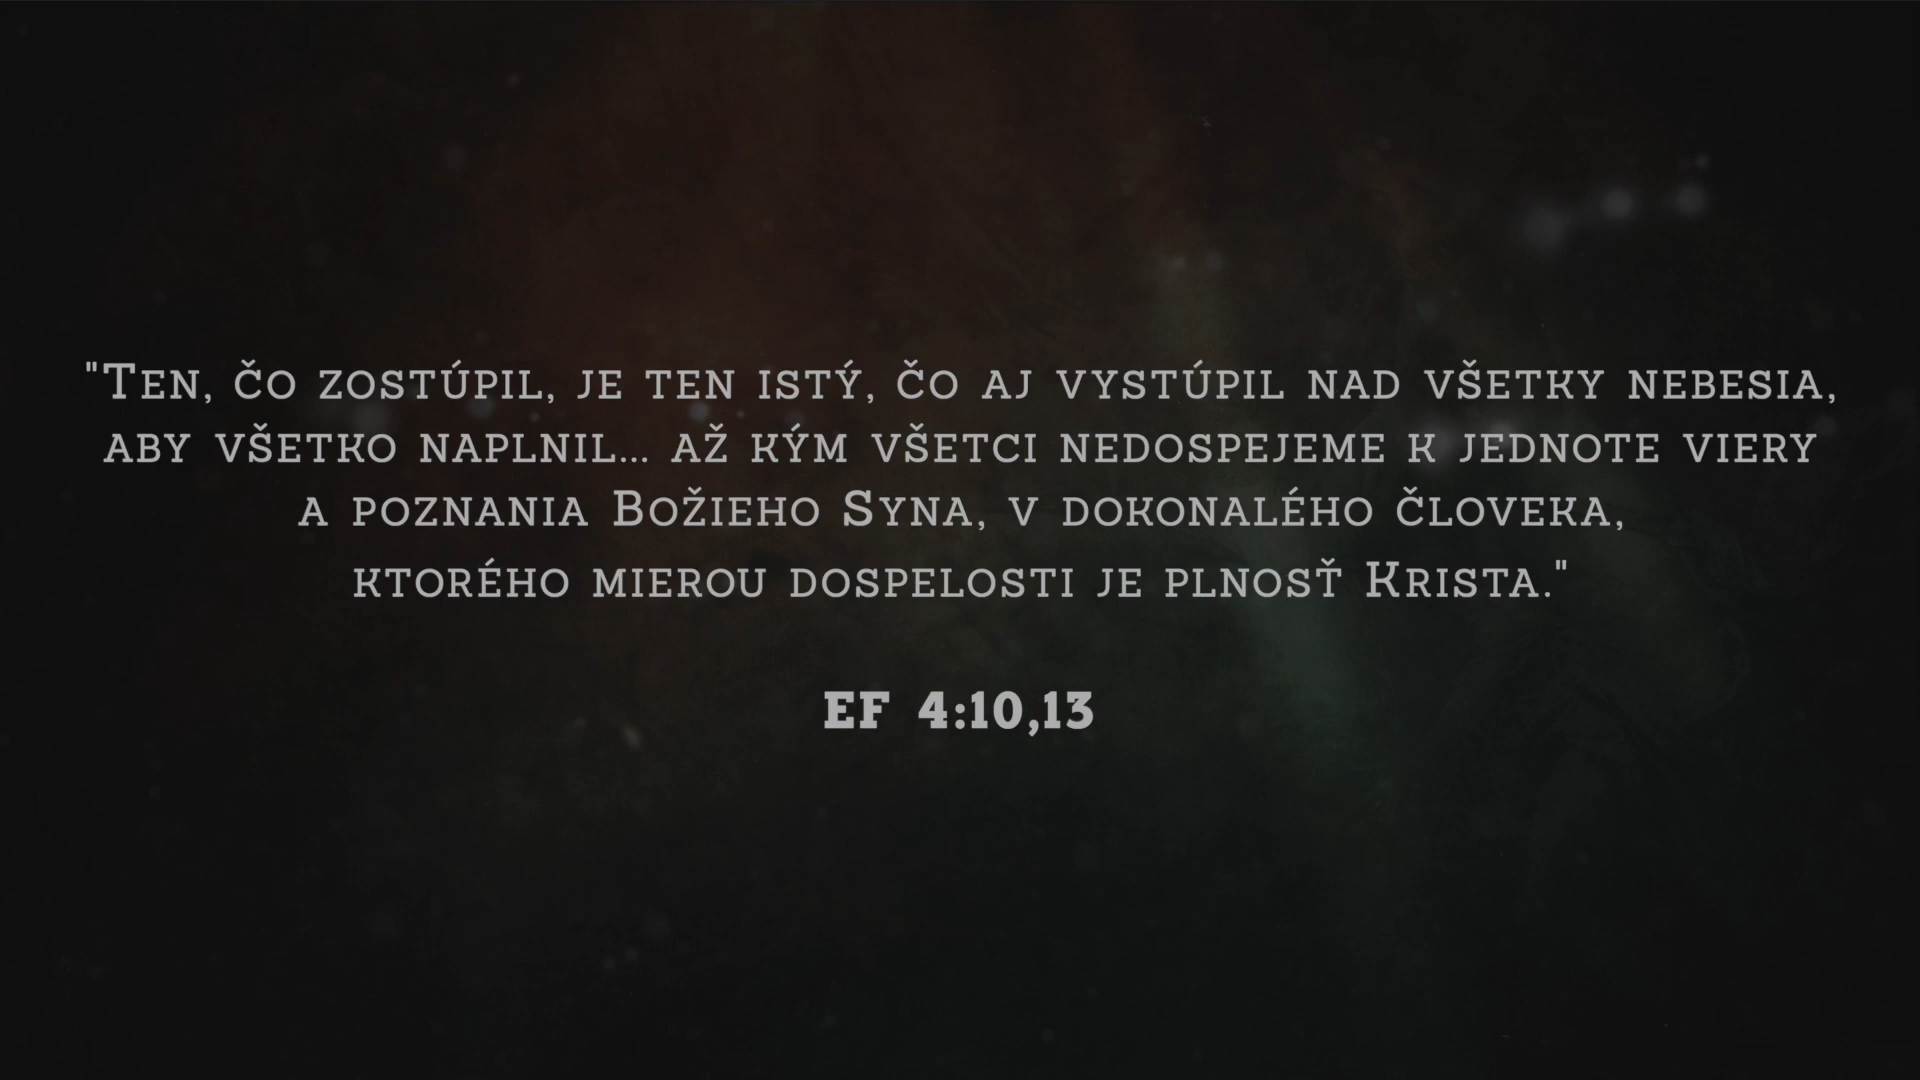 "Ten, čo zostúpil, je ten istý, čo aj vystúpil nad všetky nebesia,
aby všetko naplnil... až kým všetci nedospejeme k jednote viery
a poznania Božieho Syna, v dokonalého človeka,
ktorého mierou dospelosti je plnosť Krista."
EF 4:10,13